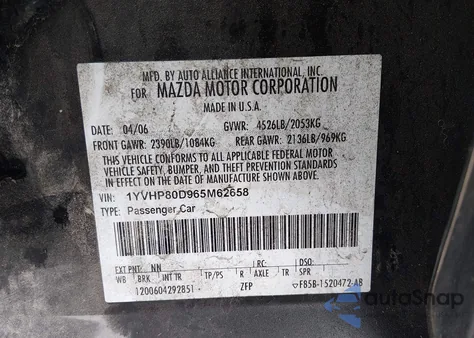 MFD. BY AUTO ALLIANCE INTERNATIONAL, INC.
FOR MAZDA MOTOR CORPORATION
MADE IN U.S.A.
DATE 04/06 GVWR: 4526LB/2053KG
FRONT GAWR: 2390LB/1084KG REAR GAWR: 2136LB/969KG
THIS VEHICLE CONFORMS TO ALL APPLICABLE FEDERAL MOTOR
VEHICLE SAFETY, BUMPER, AND THEFT PREVENTION STANDARDS
IN EFFECT ON THE DATE OF MANUFACTURE SHOWN ABOVE.
VIN: 1YVHP80D965M62658
TYPE: Passenger Car
EXT PNT: NN RC: DSO:
WB BRK INT TR TP/PS R AXLE TR SPR
1200604292851 ZFP F85B-1520472-AB
autoSnap